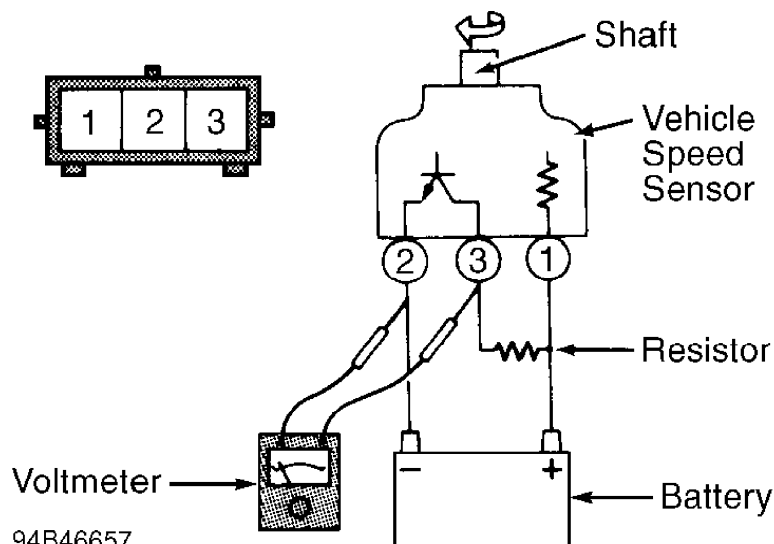 Shaft
1 2 3
Vehicle
Speed
Sensor
2 3 1
Resistor
− +
Voltmeter
Battery
94B46657